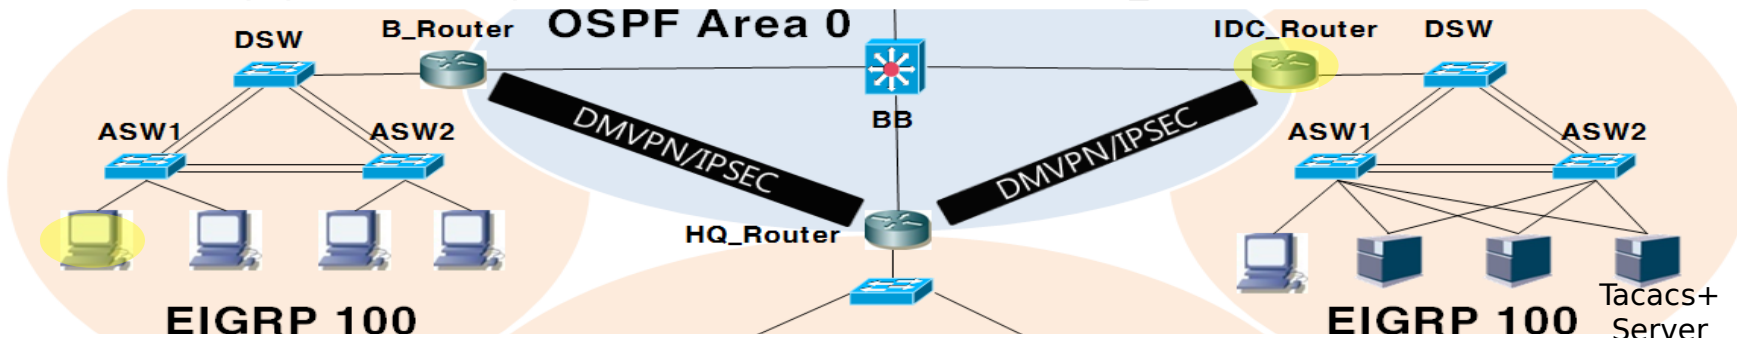 OSPF Area 0
B_Router
IDC_Router
DSW
DSW
ASW1
ASW2
DMVPN/IPSEC
BB
DMVPN/IPSEC
ASW1
ASW2
HQ_Router
EIGRP 100
EIGRP 100
Tacacs+
Server